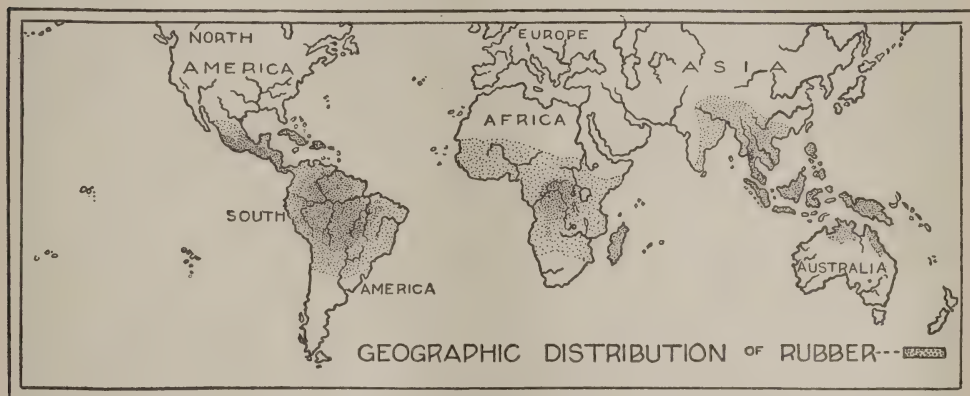 NORTH
AMERICA
EUROPE
ASIA
AFRICA
SOUTH
AMERICA
AUSTRALIA
GEOGRAPHIC DISTRIBUTION OF RUBBER---